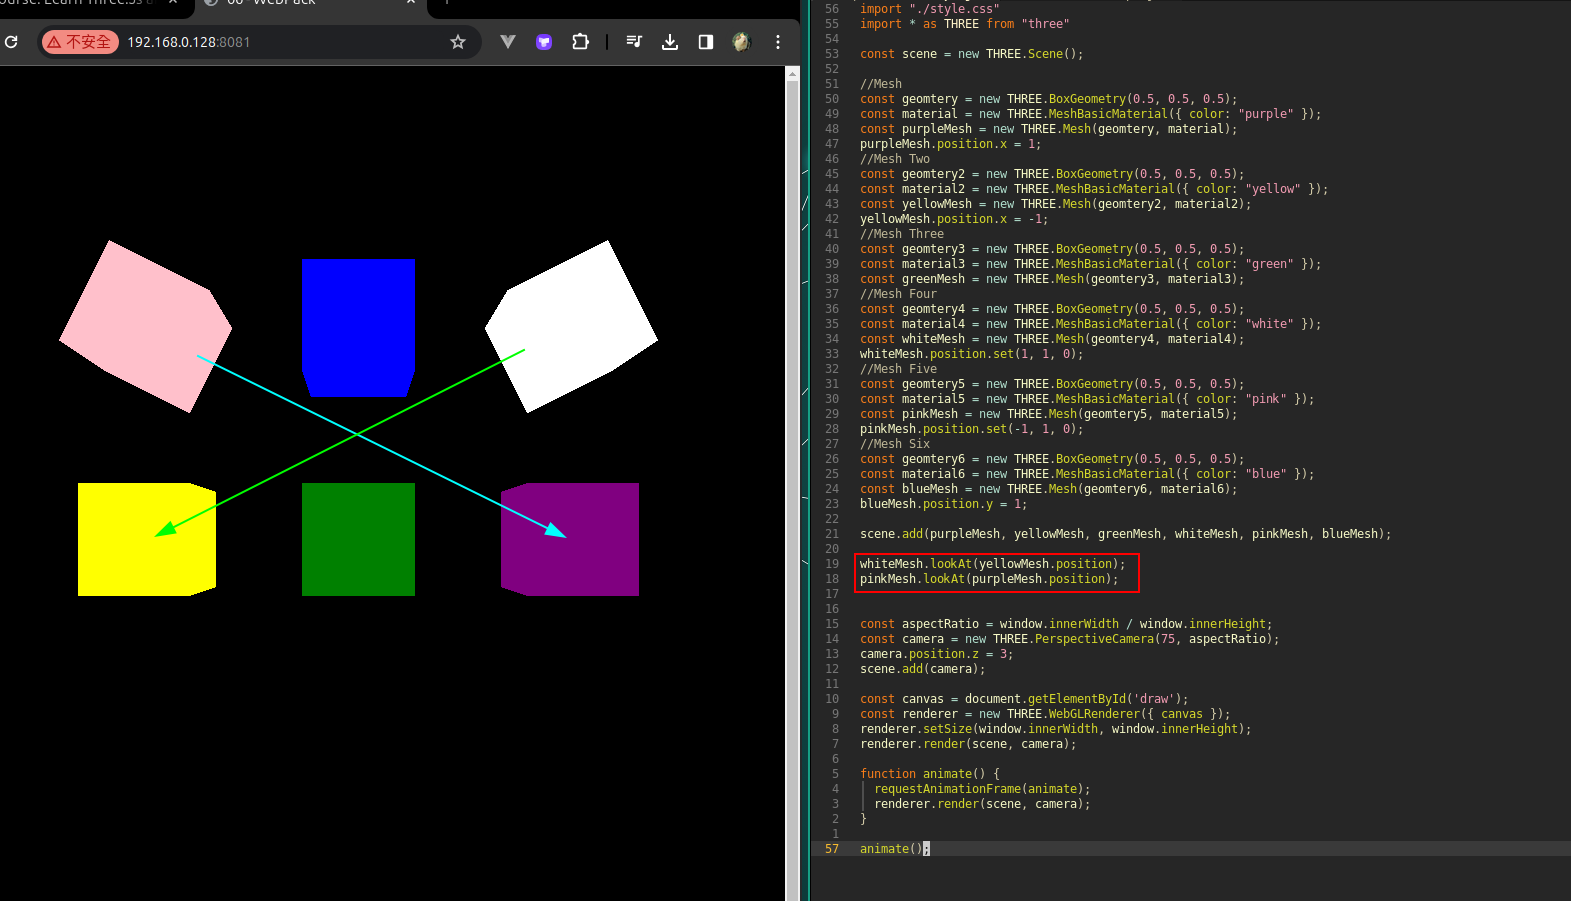 ourse: Learn Three.js a
00 - WebPack
不安全 192.168.0.128:8081
56 import "./style.css"
55 import * as THREE from "three"
54
53 const scene = new THREE.Scene();
52
51 //Mesh
50 const geomtery = new THREE.BoxGeometry(0.5, 0.5, 0.5);
49 const material = new THREE.MeshBasicMaterial({ color: "purple" });
48 const purpleMesh = new THREE.Mesh(geomtery, material);
47 purpleMesh.position.x = 1;
46 //Mesh Two
45 const geomtery2 = new THREE.BoxGeometry(0.5, 0.5, 0.5);
44 const material2 = new THREE.MeshBasicMaterial({ color: "yellow" });
43 const yellowMesh = new THREE.Mesh(geomtery2, material2);
42 yellowMesh.position.x = -1;
41 //Mesh Three
40 const geomtery3 = new THREE.BoxGeometry(0.5, 0.5, 0.5);
39 const material3 = new THREE.MeshBasicMaterial({ color: "green" });
38 const greenMesh = new THREE.Mesh(geomtery3, material3);
37 //Mesh Four
36 const geomtery4 = new THREE.BoxGeometry(0.5, 0.5, 0.5);
35 const material4 = new THREE.MeshBasicMaterial({ color: "white" });
34 const whiteMesh = new THREE.Mesh(geomtery4, material4);
33 whiteMesh.position.set(1, 1, 0);
32 //Mesh Five
31 const geomtery5 = new THREE.BoxGeometry(0.5, 0.5, 0.5);
30 const material5 = new THREE.MeshBasicMaterial({ color: "pink" });
29 const pinkMesh = new THREE.Mesh(geomtery5, material5);
28 pinkMesh.position.set(-1, 1, 0);
27 //Mesh Six
26 const geomtery6 = new THREE.BoxGeometry(0.5, 0.5, 0.5);
25 const material6 = new THREE.MeshBasicMaterial({ color: "blue" });
24 const blueMesh = new THREE.Mesh(geomtery6, material6);
23 blueMesh.position.y = 1;
22
21 scene.add(purpleMesh, yellowMesh, greenMesh, whiteMesh, pinkMesh, blueMesh);
20
19 whiteMesh.lookAt(yellowMesh.position);
18 pinkMesh.lookAt(purpleMesh.position);
17
16
15 const aspectRatio = window.innerWidth / window.innerHeight;
14 const camera = new THREE.PerspectiveCamera(75, aspectRatio);
13 camera.position.z = 3;
12 scene.add(camera);
11
10 const canvas = document.getElementById('draw');
9 const renderer = new THREE.WebGLRenderer({ canvas });
8 renderer.setSize(window.innerWidth, window.innerHeight);
7 renderer.render(scene, camera);
6
5 function animate() {
4 requestAnimationFrame(animate);
3 renderer.render(scene, camera);
2 }
1
57 animate();